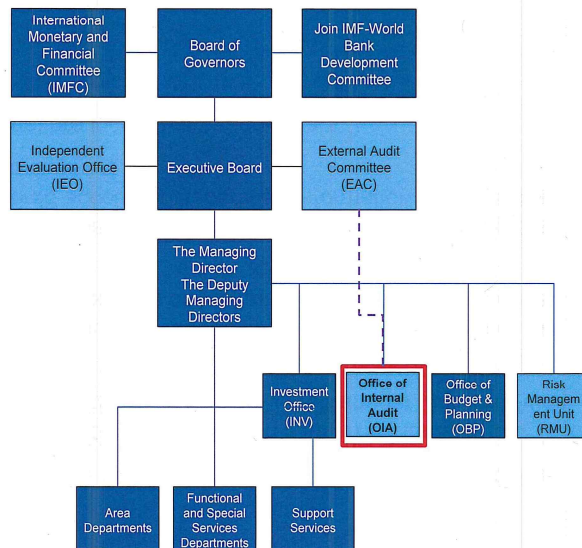 International
Monetary and
Financial
Committee
(IMFC)
Board of
Governors
Join IMF-World
Bank
Development
Committee
Independent
Evaluation Office
(IEO)
Executive Board
External Audit
Committee
(EAC)
The Managing
Director
The Deputy
Managing
Directors
Investment
Office
(INV)
Office of
Internal
Audit
(OIA)
Office of
Budget &
Planning
(OBP)
Risk
Managem
ent Unit
(RMU)
Area
Departments
Functional
and Special
Services
Departments
Support
Services